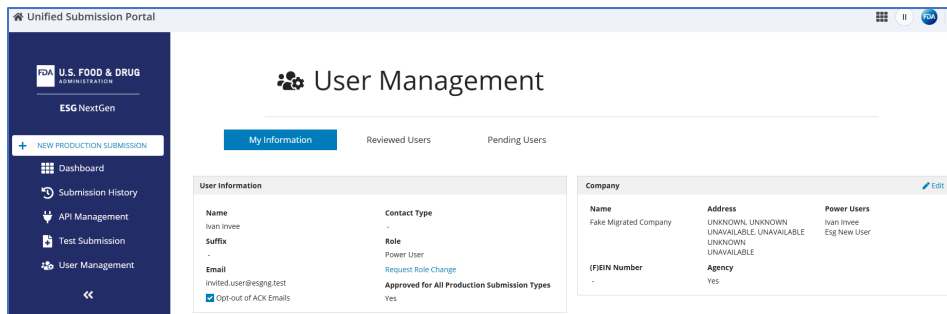 Unified Submission Portal
II
FDA
FDA U.S. FOOD & DRUG
ADMINISTRATION
ESG NextGen
+ NEW PRODUCTION SUBMISSION
Dashboard
Submission History
API Management
Test Submission
User Management
«
User Management
My Information Reviewed Users Pending Users
User Information
Name
Ivan Invee
Suffix
-
Email
invited.user@esgng.test
Opt-out of ACK Emails
Contact Type
-
Role
Power User
Request Role Change
Approved for All Production Submission Types
Yes
Company
Edit
Name
Fake Migrated Company
Address
UNKNOWN, UNKNOWN
UNAVAILABLE, UNAVAILABLE
UNKNOWN
UNAVAILABLE
Power Users
Ivan Invee
Esg New User
(F)EIN Number
-
Agency
Yes